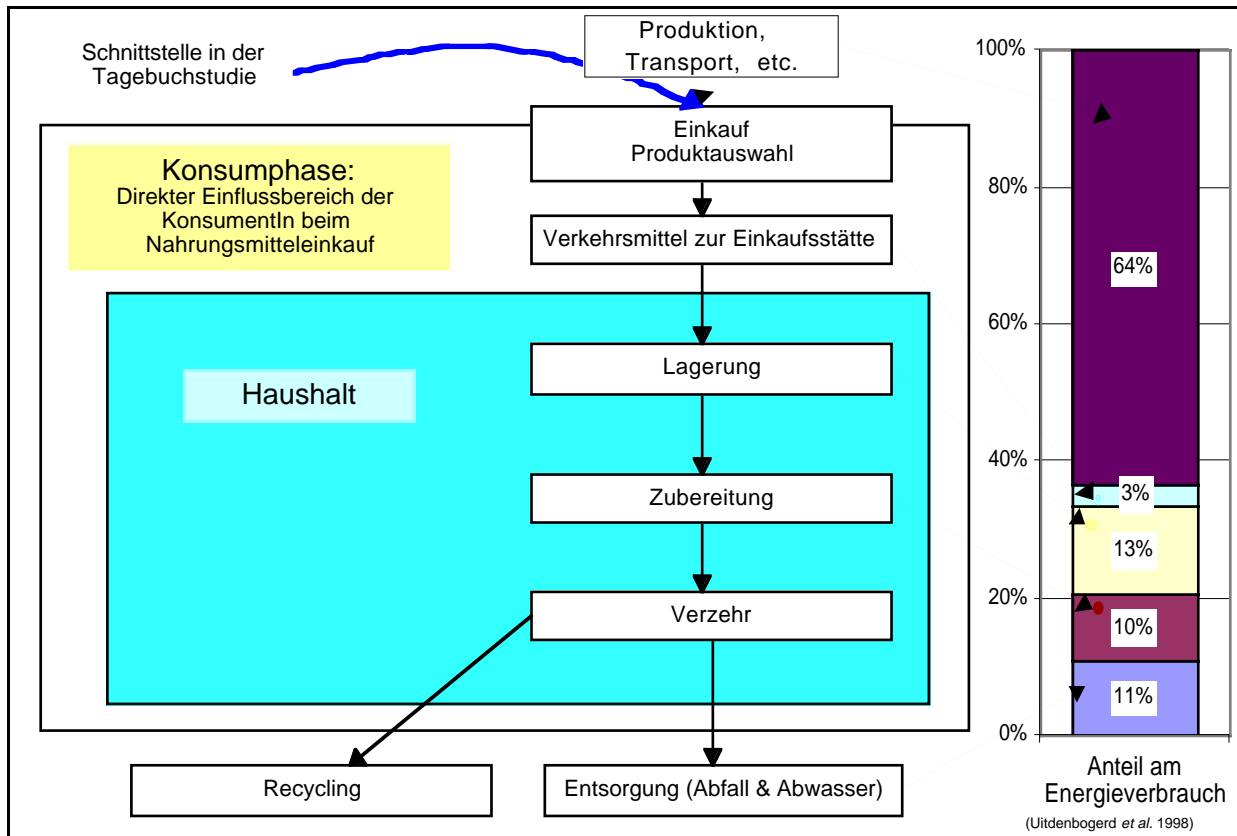 Schnittstelle in der
Tagebuchstudie
Produktion,
Transport, etc.
Einkauf
Produktauswahl
Konsumphase:
Direkter Einflussbereich der
KonsumentIn beim
Nahrungsmitteleinkauf
Verkehrsmittel zur Einkaufsstätte
Haushalt
Lagerung
Zubereitung
Verzehr
Recycling
Entsorgung (Abfall & Abwasser)
100%
80%
60%
40%
20%
0%
64%
3%
13%
10%
11%
Anteil am
Energieverbrauch
(Uitdenbogerd et al. 1998)